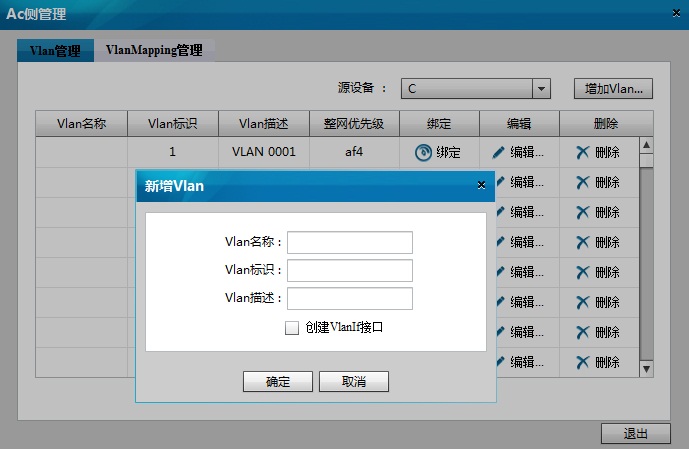 Ac侧管理
Vlan管理 VlanMapping管理
源设备 : C 增加Vlan...
Vlan名称 Vlan标识 Vlan描述 整网优先级 绑定 编辑 删除
1 VLAN 0001 af4 绑定 编辑... 删除
新增Vlan
编辑... 删除
编辑... 删除
Vlan名称 : 编辑... 删除
Vlan标识 : 编辑... 删除
Vlan描述 : 编辑... 删除
创建VlanIf接口 编辑... 删除
编辑... 删除
确定 取消
退出